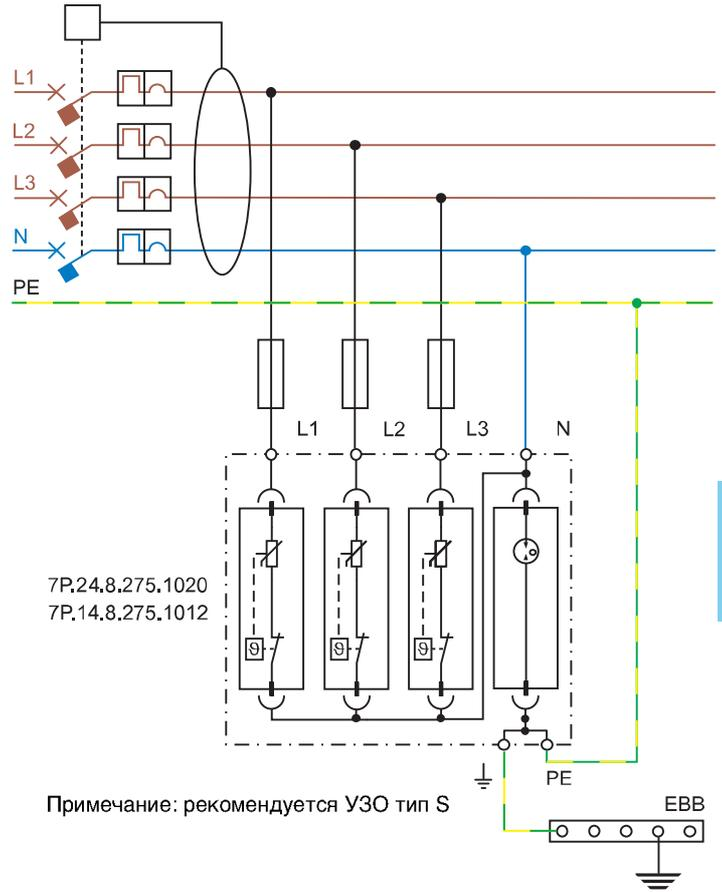 L1
L2
L3
N
PE
L1 L2 L3 N
7P.24.8.275.1020
7P.14.8.275.1012
ϑ ϑ ϑ
PE
Примечание: рекомендуется УЗО тип S
EBB